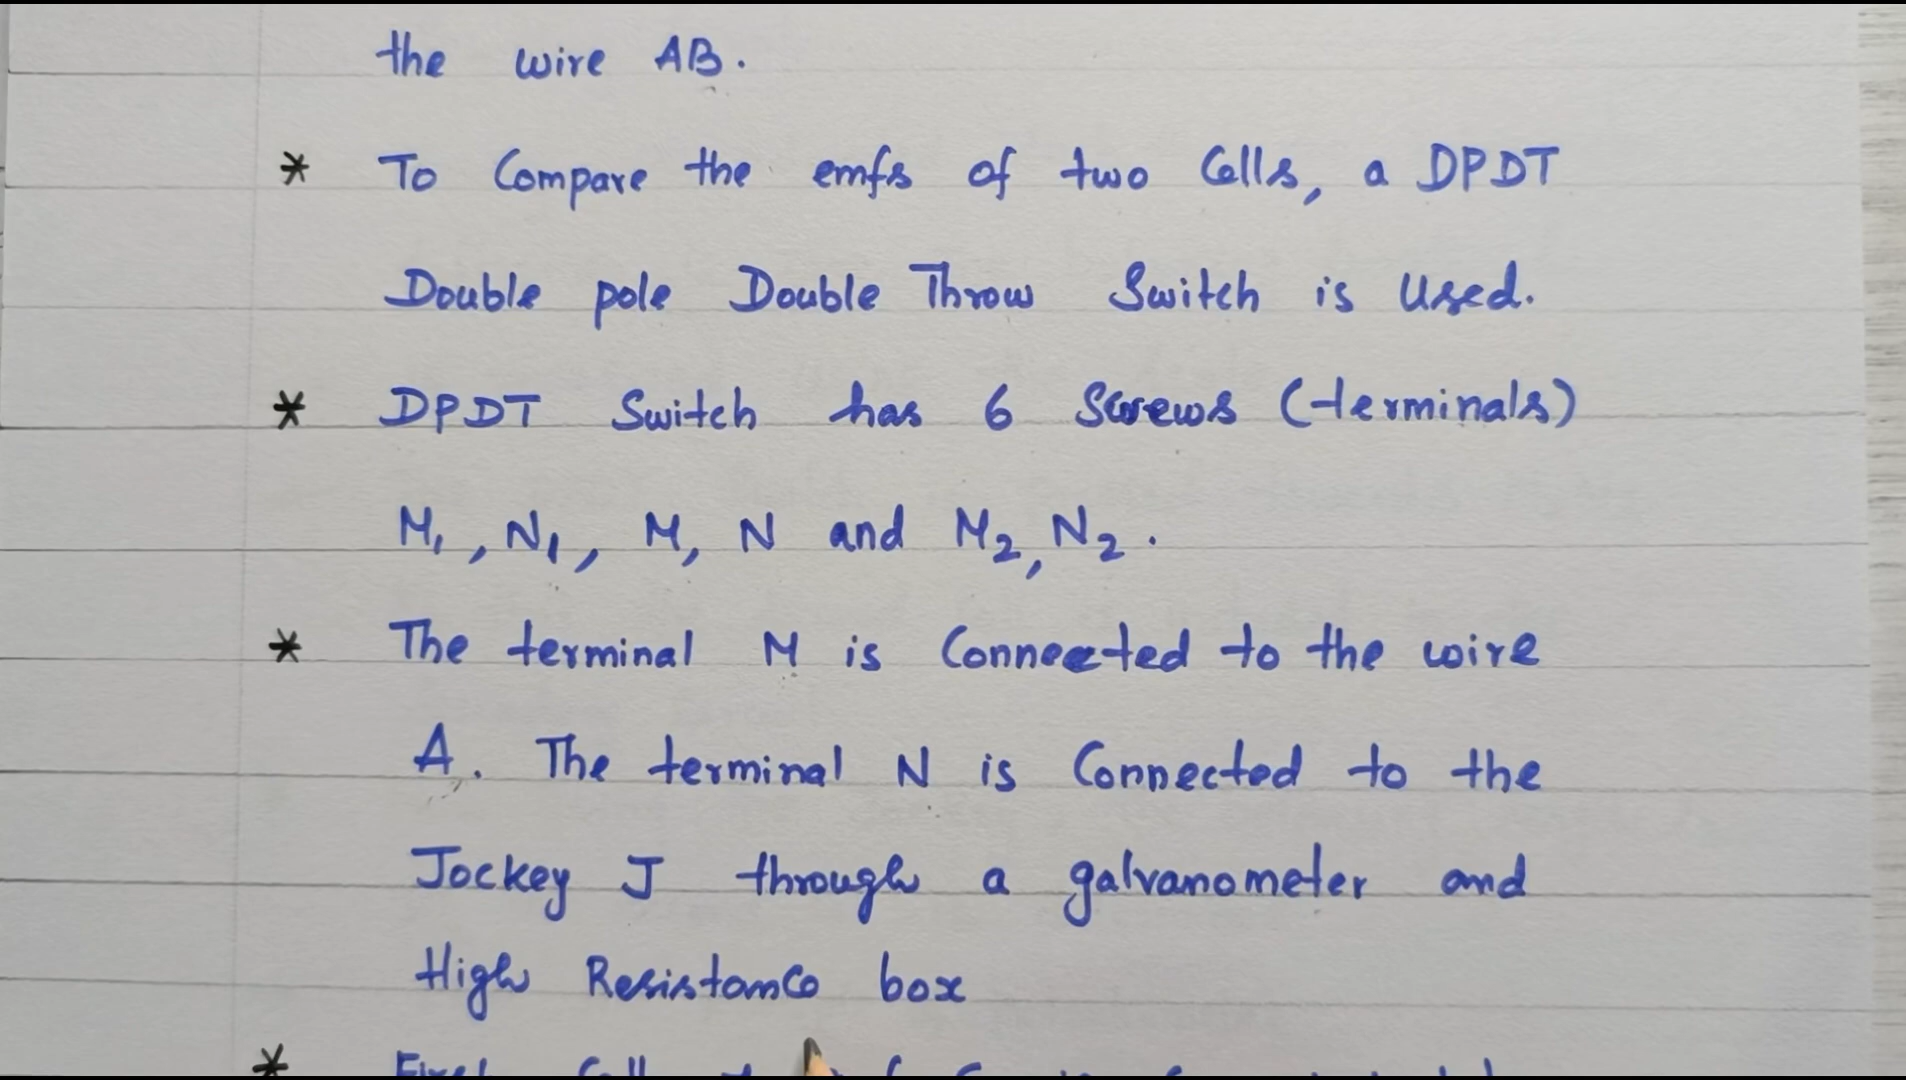 the wire AB.
* To Compare the emfs of two Cells, a DPDT
Double pole Double Throw Switch is Used.
* DPDT Switch has 6 Screws (terminals)
M₁, N₁, M, N and M₂, N₂.
* The terminal M is Connected to the wire
A. The terminal N is Connected to the
Jockey J through a galvanometer and
High Resistance box
* First Cell